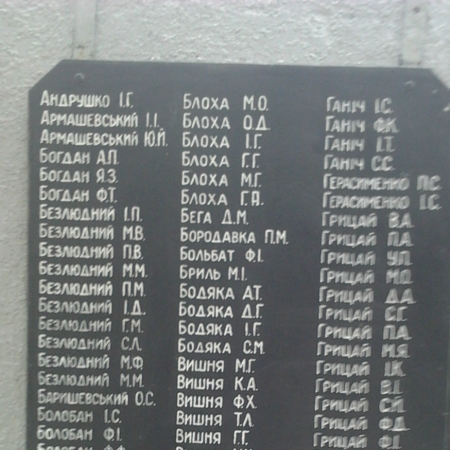 Андрушко І.Г.
Армашевський І.І.
Армашевський Ю.Й.
Богдан А.П.
Богдан Я.З.
Богдан Ф.Т.
Безлюдний І.П.
Безлюдний М.В.
Безлюдний П.В.
Безлюдний М.М.
Безлюдний П.М.
Безлюдний І.Д.
Безлюдний Г.М.
Безлюдний С.Л.
Безлюдний М.Ф.
Безлюдний М.М.
Баришевський О.С.
Болобан І.С.
Болобан Ф.І.
Блоха М.О.
Блоха О.Д.
Блоха І.Г.
Блоха Г.Г.
Блоха М.Г.
Блоха Г.А.
Бега Д.М.
Бородавка П.М.
Больбат Ф.І.
Бриль М.І.
Бодяка А.Т.
Бодяка Д.Г.
Бодяка І.Г.
Бодяка С.М.
Вишня М.Г.
Вишня К.А.
Вишня Ф.Х.
Вишня Т.Л.
Вишня Г.Г.
Ганіч І.С.
Ганіч Ф.К.
Ганіч І.Т.
Ганіч С.С.
Герасименко П.С.
Герасименко І.С.
Грицай В.А.
Грицай П.А.
Грицай У.П.
Грицай М.О.
Грицай Д.А.
Грицай С.Г.
Грицай П.А.
Грицай М.Я.
Грицай І.К.
Грицай В.І.
Грицай С.Й.
Грицай Ф.Д.
Грицай Ф.І.